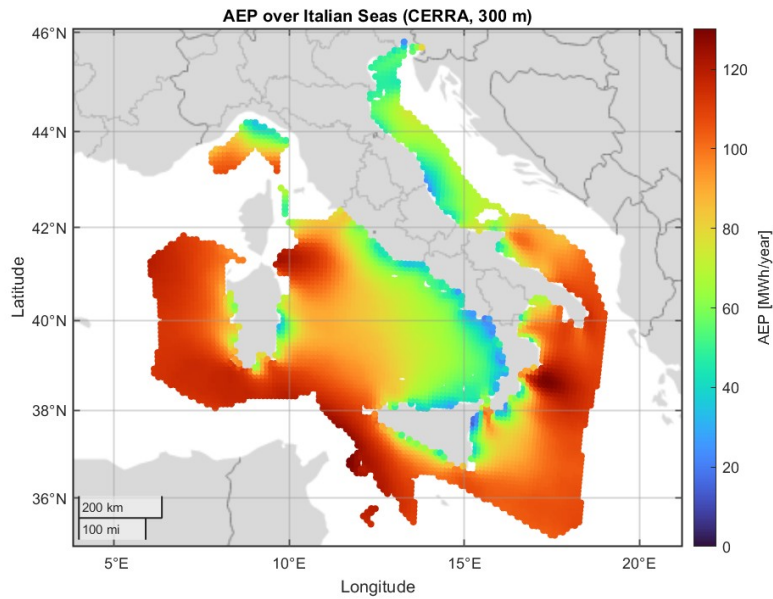 AEP over Italian Seas (CERRA, 300 m)
46°N
44°N
42°N
40°N
38°N
36°N
Latitude
200 km
100 mi
5°E
10°E
15°E
20°E
Longitude
120
100
80
60
40
20
0
AEP [MWh/year]